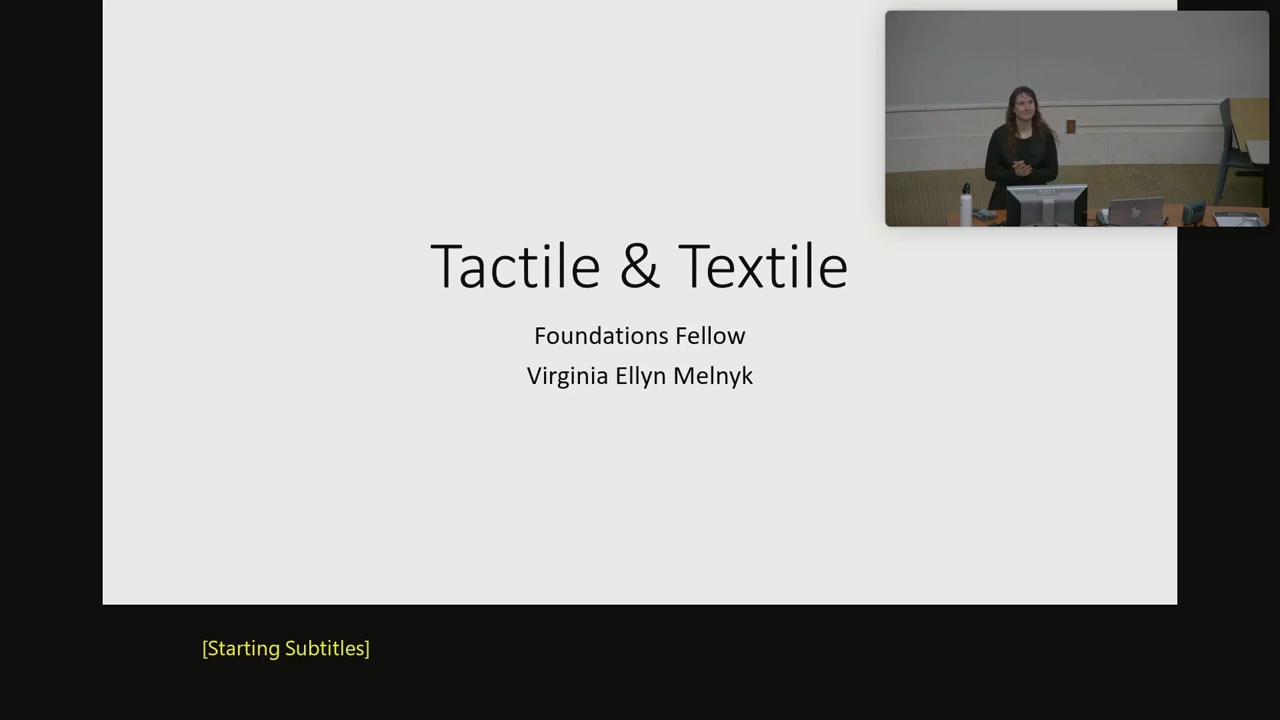 Tactile & Textile
Foundations Fellow
Virginia Ellyn Melnyk
[Starting Subtitles]